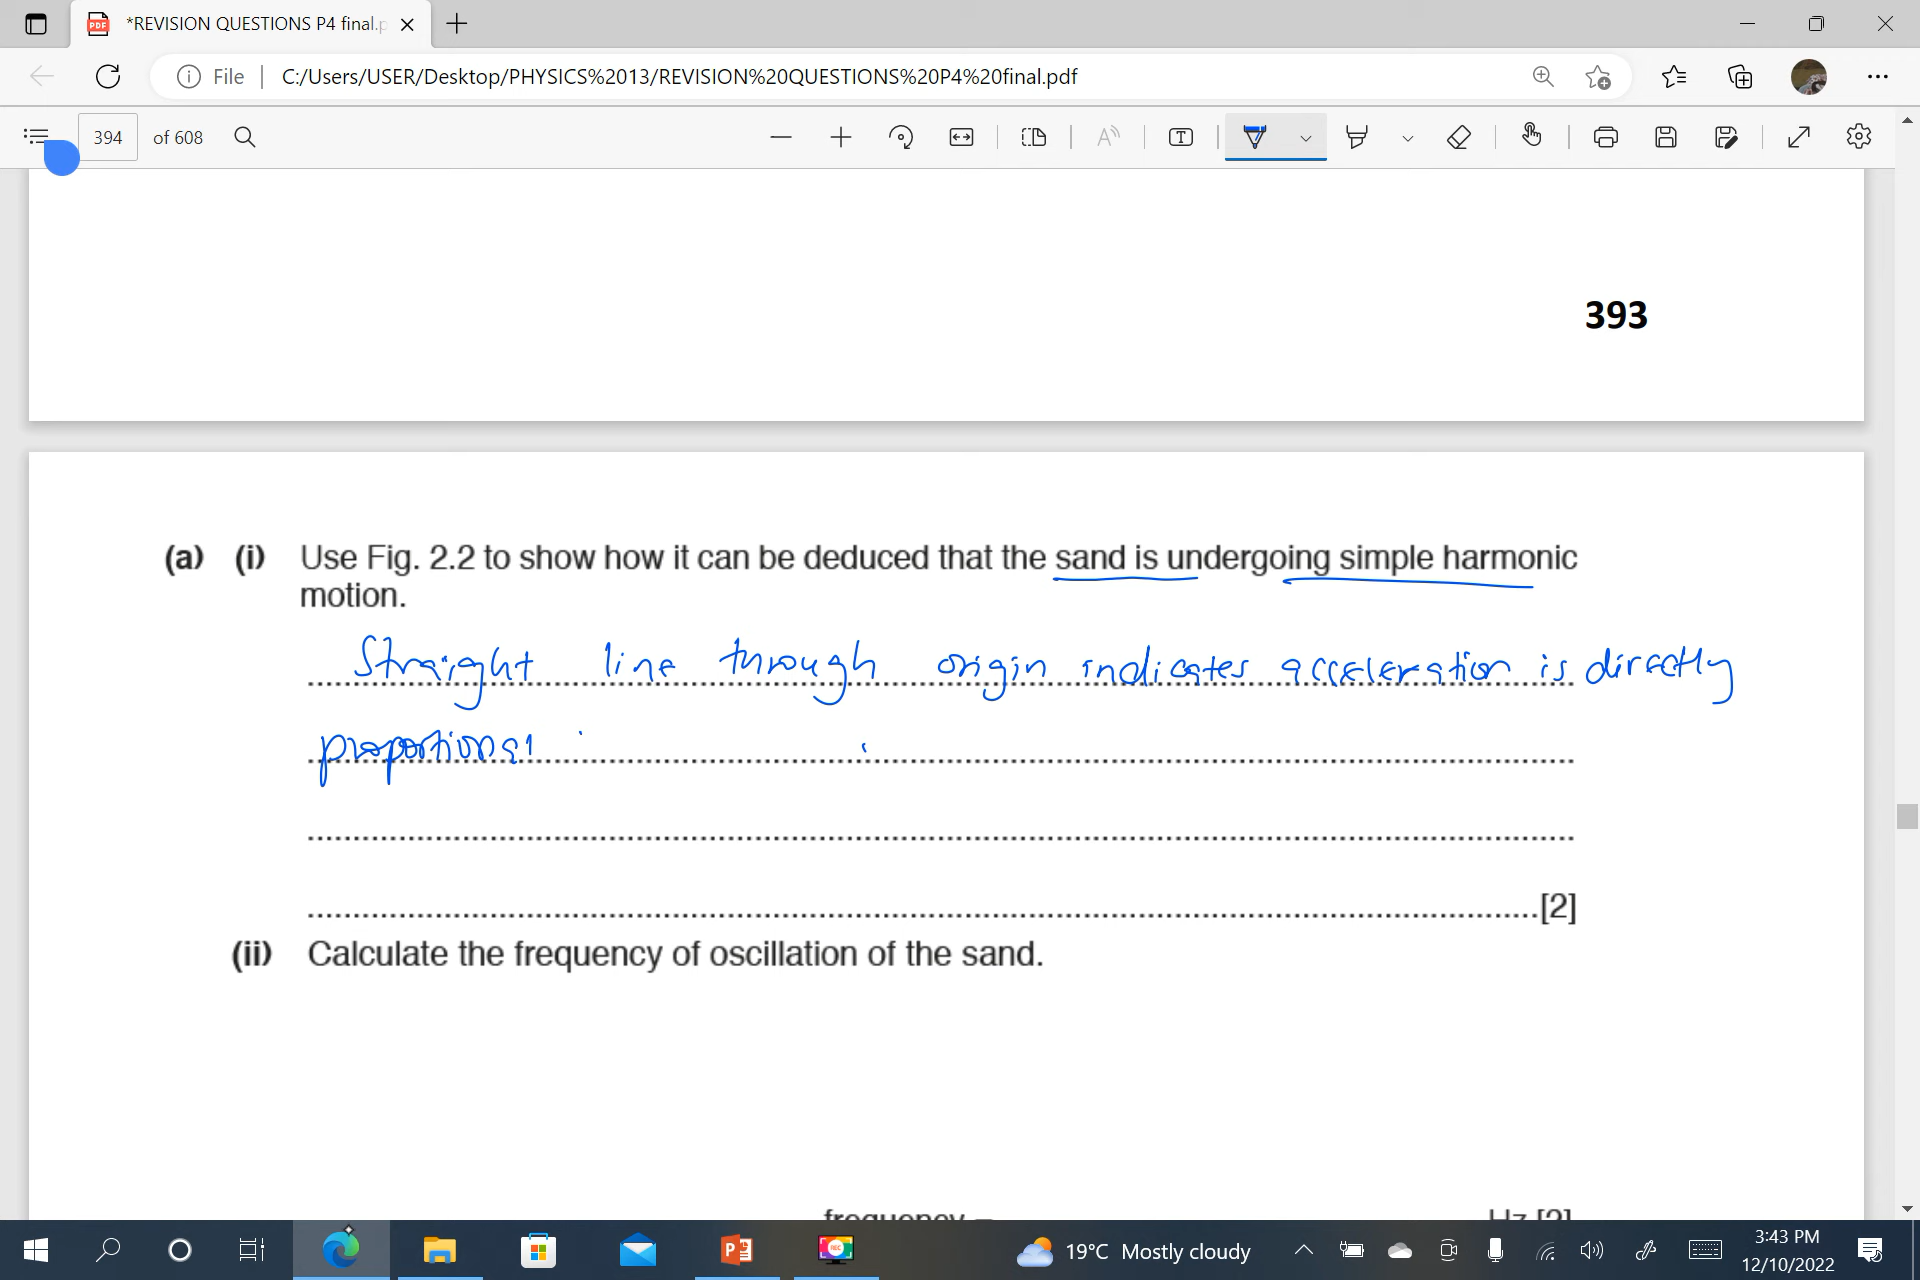 *REVISION QUESTIONS P4 final.p
File
C:/Users/USER/Desktop/PHYSICS%2013/REVISION%20QUESTIONS%20P4%20final.pdf
394 of 608
393
(a) (i) Use Fig. 2.2 to show how it can be deduced that the sand is undergoing simple harmonic
motion.
Straight line through origin indicates acceleration is directly
proportional
[2]
(ii) Calculate the frequency of oscillation of the sand.
frequency = Hz [2]
19°C Mostly cloudy
3:43 PM
12/10/2022